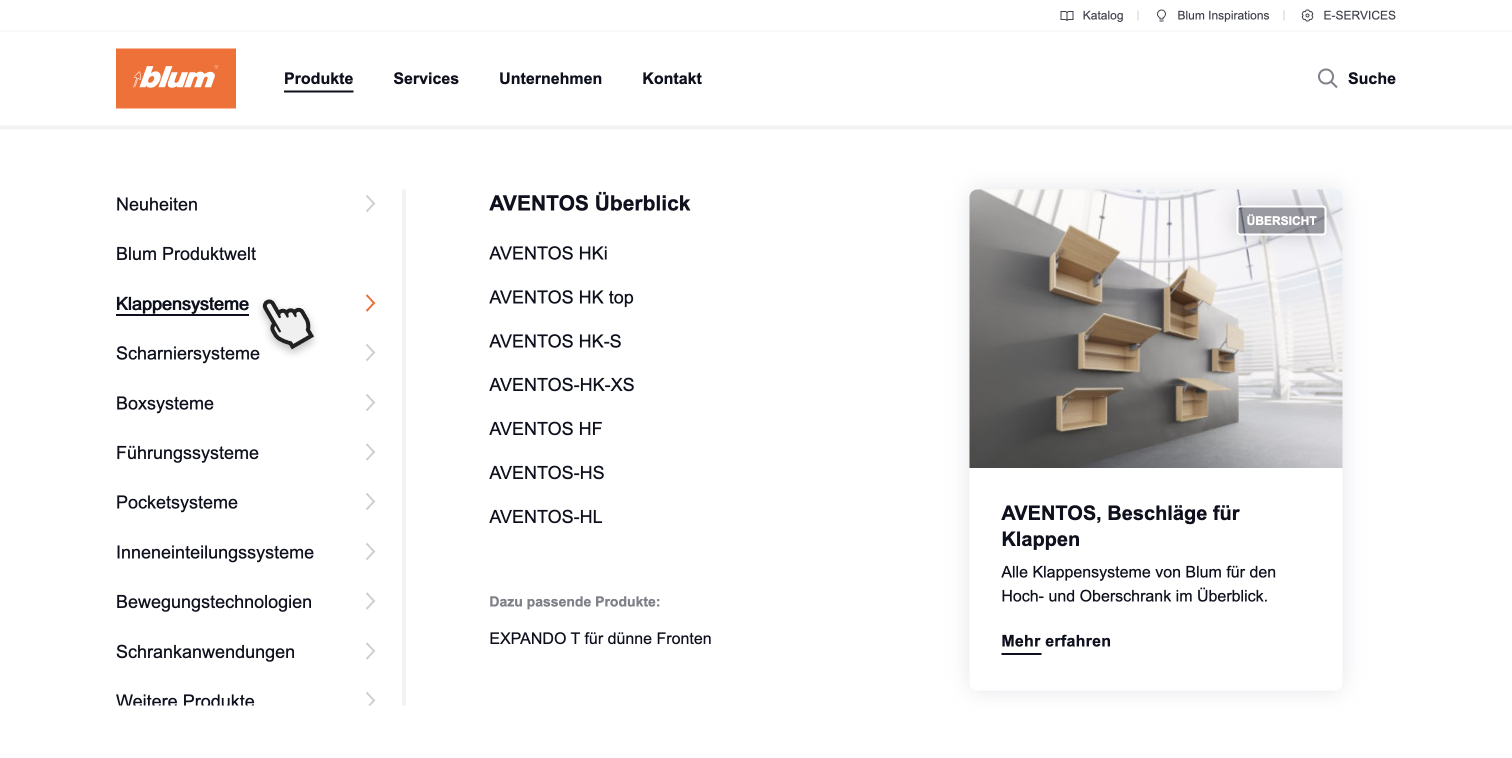 Katalog
Blum Inspirations
E-SERVICES
blum
Produkte
Services
Unternehmen
Kontakt
Suche
Neuheiten
Blum Produktwelt
Klappensysteme
Scharniersysteme
Boxsysteme
Führungssysteme
Pocketsysteme
Inneneinteilungssysteme
Bewegungstechnologien
Schrankanwendungen
Weitere Produkte
AVENTOS Überblick
AVENTOS HKi
AVENTOS HK top
AVENTOS HK-S
AVENTOS-HK-XS
AVENTOS HF
AVENTOS-HS
AVENTOS-HL
Dazu passende Produkte:
EXPANDO T für dünne Fronten
ÜBERSICHT
AVENTOS, Beschläge für
Klappen
Alle Klappensysteme von Blum für den
Hoch- und Oberschrank im Überblick.
Mehr erfahren